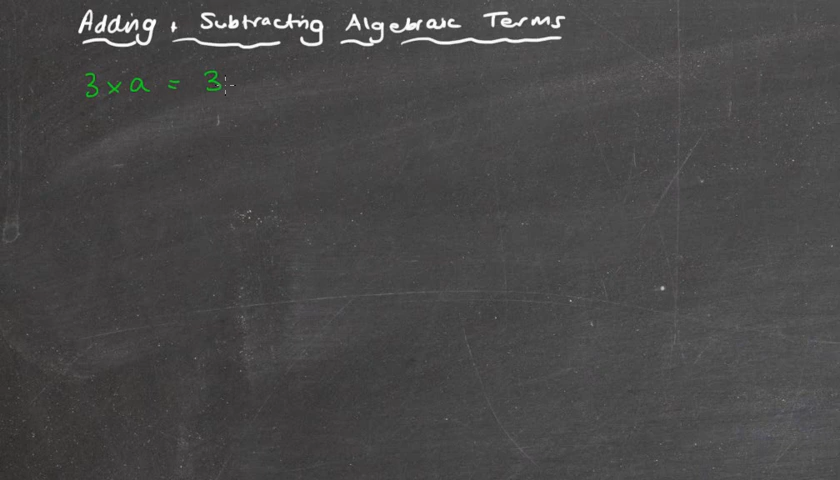 Adding + Subtracting Algebraic Terms
3 × a = 3